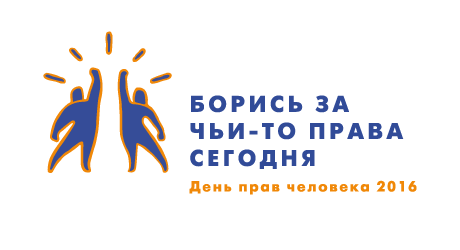 БОРИСЬ ЗА
ЧЬИ-ТО ПРАВА
СЕГОДНЯ
День прав человека 2016